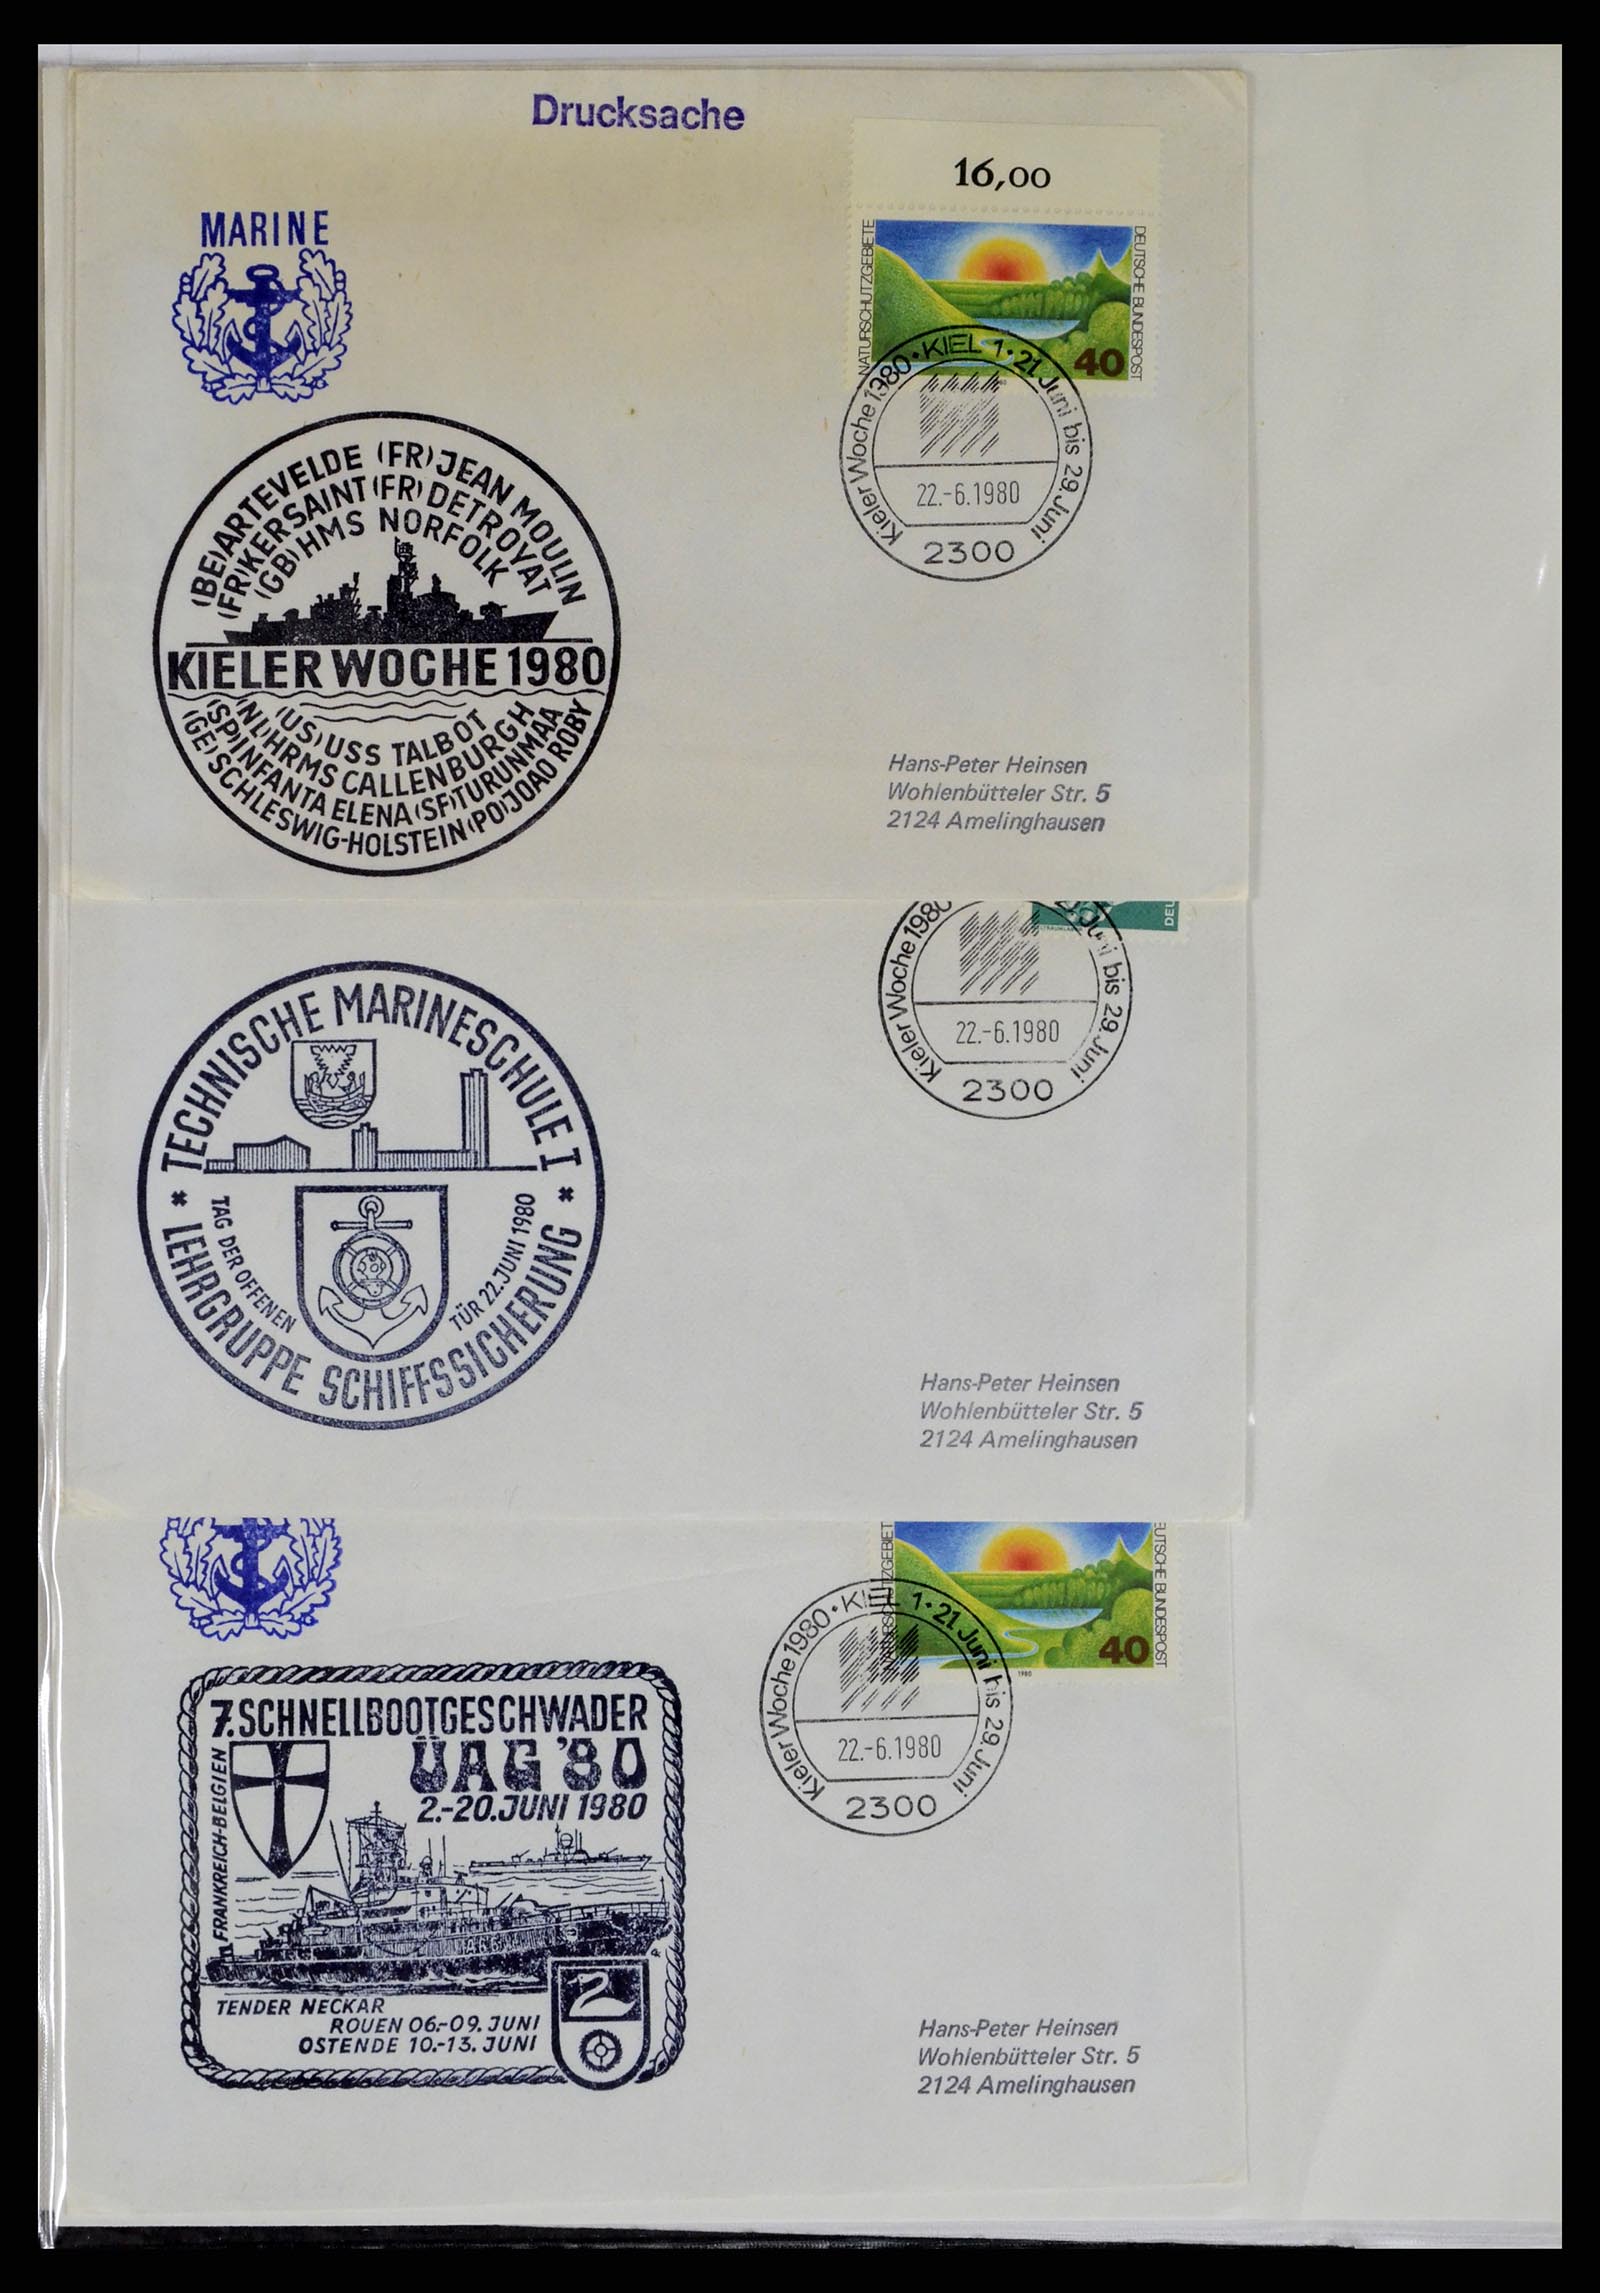 Drucksache
16,00
NATURSCHUTZGEBIETE
DEUTSCHE BUNDESPOST
40
MARINE
Kieler Woche 1980 · KIEL 1 · 21. Juni bis 29. Juni
22.-6.1980
2300
(BE)ARTEVELDE (FR)JEAN MOULIN
(FR)KERSAINT (FR)DETROYAT
(GB)HMS NORFOLK
KIELER WOCHE 1980
(US)USS TALBOT
(NL)HRMS CALLENBURGH
(SP)INFANTA ELENA (SF)TURUNMAA
(GE)SCHLESWIG-HOLSTEIN (PO)JOAO ROBY
Hans-Peter Heinsen
Wohlenbütteler Str. 5
2124 Amelinghausen
DEU
Kieler Woche 1980
Juni bis 29. Juni
22.-6.1980
2300
TECHNISCHE MARINESCHULE I
TAG DER OFFENEN
TÜR 22. JUNI 1980
* LEHRGRUPPE SCHIFFSSICHERUNG *
Hans-Peter Heinsen
Wohlenbütteler Str. 5
2124 Amelinghausen
NATURSCHUTZGEBIET
EUTSCHE BUNDESPOST
40
1980
Kieler Woche 1980 · KIEL 1 · 21. Juni bis 29. Juni
22.-6.1980
2300
7. SCHNELLBOOTGESCHWADER
ÜAG '80
2.-20. JUNI 1980
FRANKREICH-BELGIEN
TENDER NECKAR
ROUEN 06.-09. JUNI
OSTENDE 10.-13. JUNI
Hans-Peter Heinsen
Wohlenbütteler Str. 5
2124 Amelinghausen